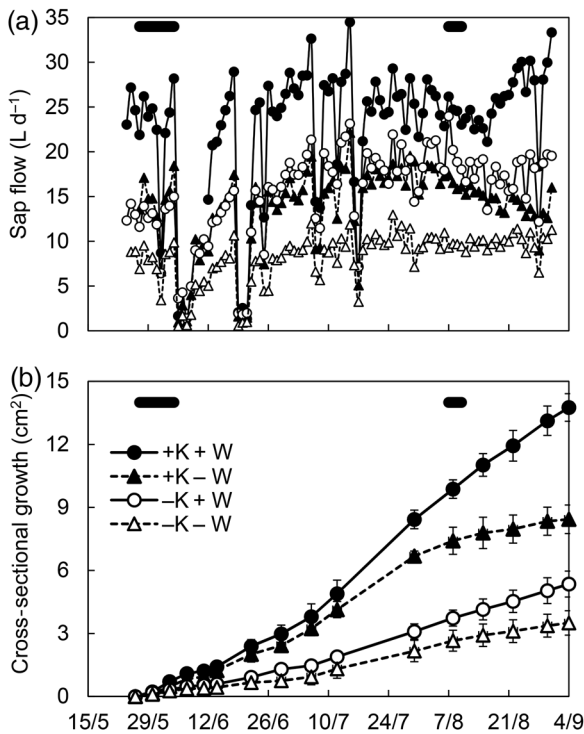 (a)
Sap flow (L d⁻¹)
35
30
25
20
15
10
5
0
(b)
Cross-sectional growth (cm²)
15
12
9
6
3
0
+K + W
+K – W
–K + W
–K – W
15/5 29/5 12/6 26/6 10/7 24/7 7/8 21/8 4/9